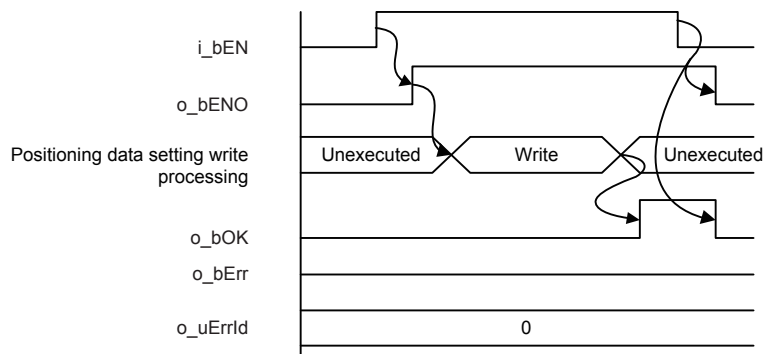 i_bEN
o_bENO
Positioning data setting write
processing
Unexecuted
Write
Unexecuted
o_bOK
o_bErr
o_uErrId
0